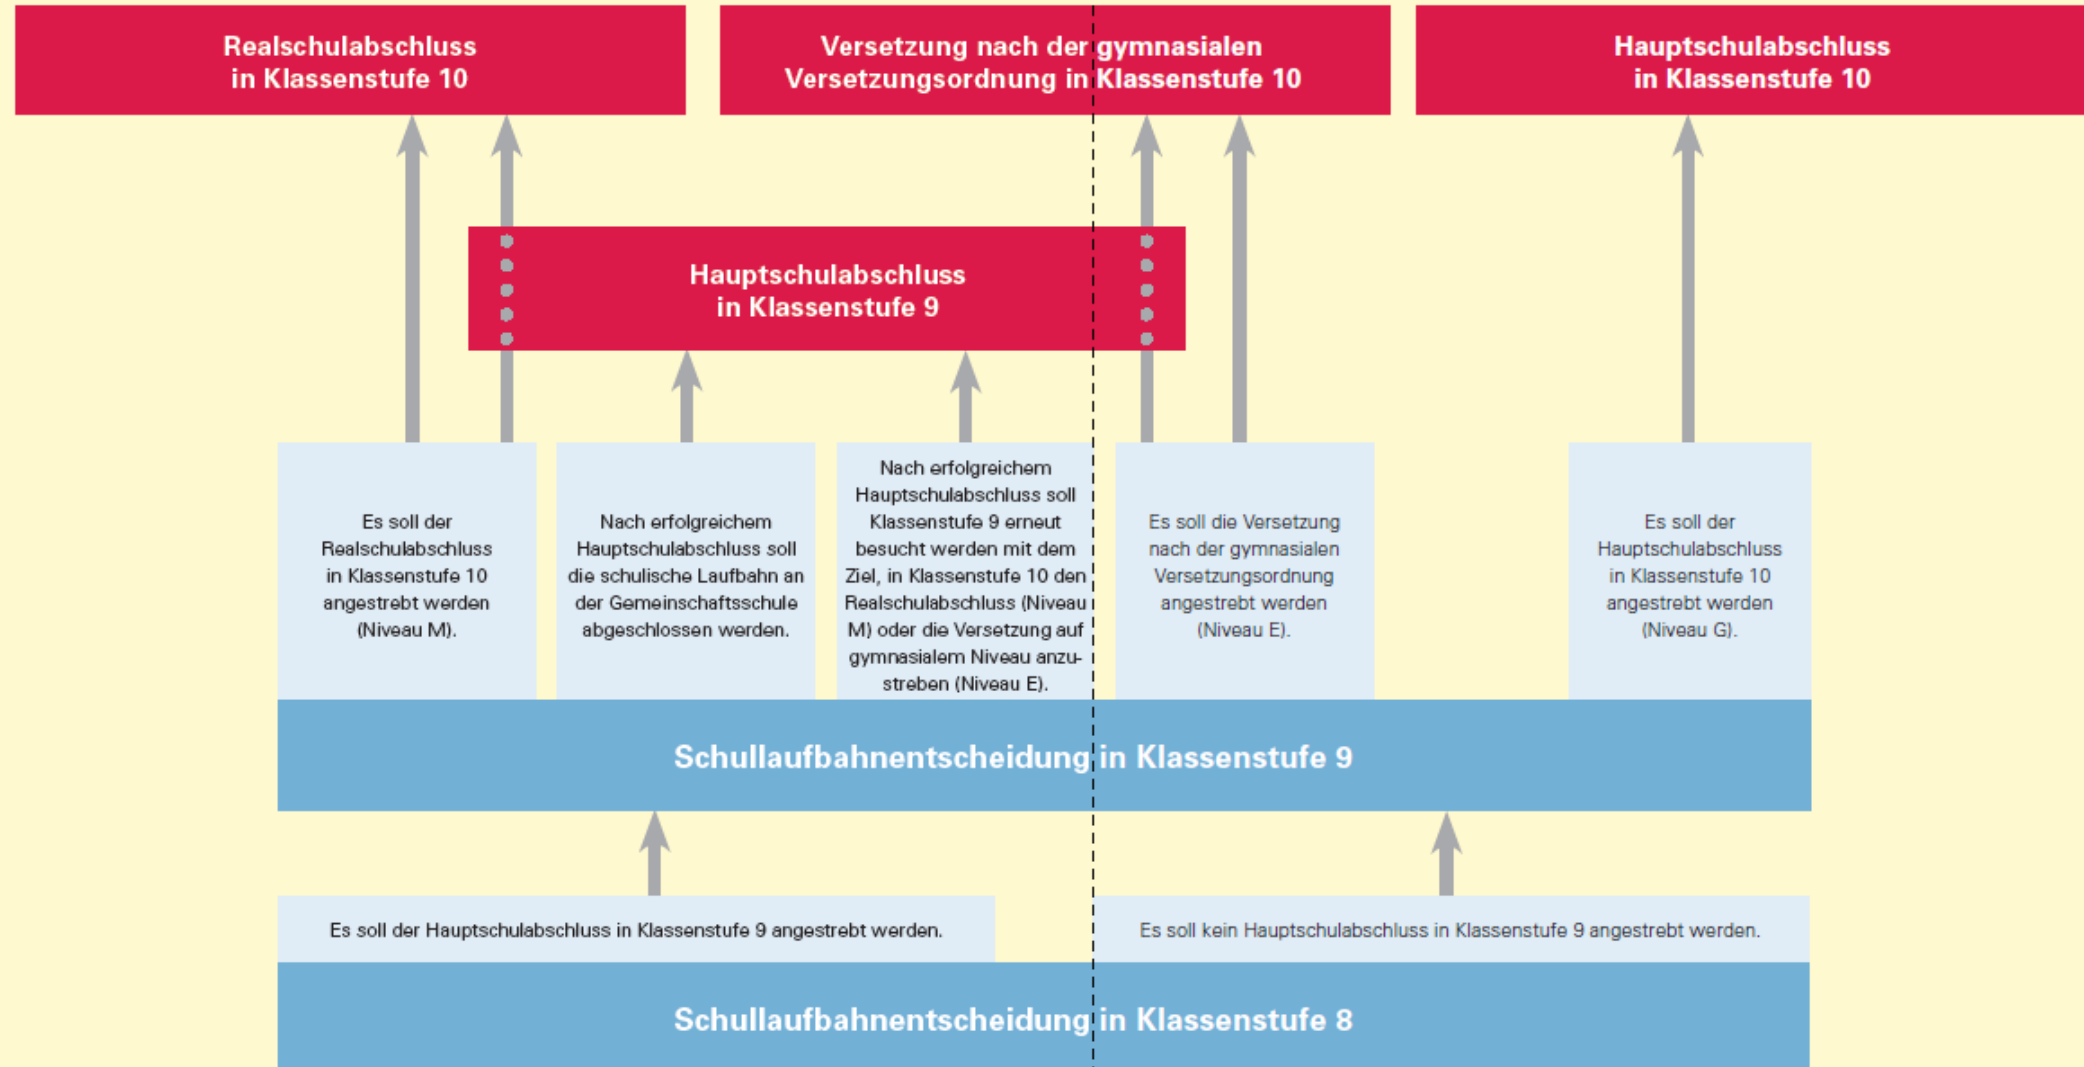 Realschulabschluss
in Klassenstufe 10
Versetzung nach der gymnasialen
Versetzungsordnung in Klassenstufe 10
Hauptschulabschluss
in Klassenstufe 10
Hauptschulabschluss
in Klassenstufe 9
Es soll der
Realschulabschluss
in Klassenstufe 10
angestrebt werden
(Niveau M).
Nach erfolgreichem
Hauptschulabschluss soll
die schulische Laufbahn an
der Gemeinschaftsschule
abgeschlossen werden.
Nach erfolgreichem
Hauptschulabschluss soll
Klassenstufe 9 erneut
besucht werden mit dem
Ziel, in Klassenstufe 10 den
Realschulabschluss (Niveau
M) oder die Versetzung auf
gymnasialem Niveau anzu-
streben (Niveau E).
Es soll die Versetzung
nach der gymnasialen
Versetzungsordnung
angestrebt werden
(Niveau E).
Es soll der
Hauptschulabschluss
in Klassenstufe 10
angestrebt werden
(Niveau G).
Schullaufbahnentscheidung in Klassenstufe 9
Es soll der Hauptschulabschluss in Klassenstufe 9 angestrebt werden.
Es soll kein Hauptschulabschluss in Klassenstufe 9 angestrebt werden.
Schullaufbahnentscheidung in Klassenstufe 8